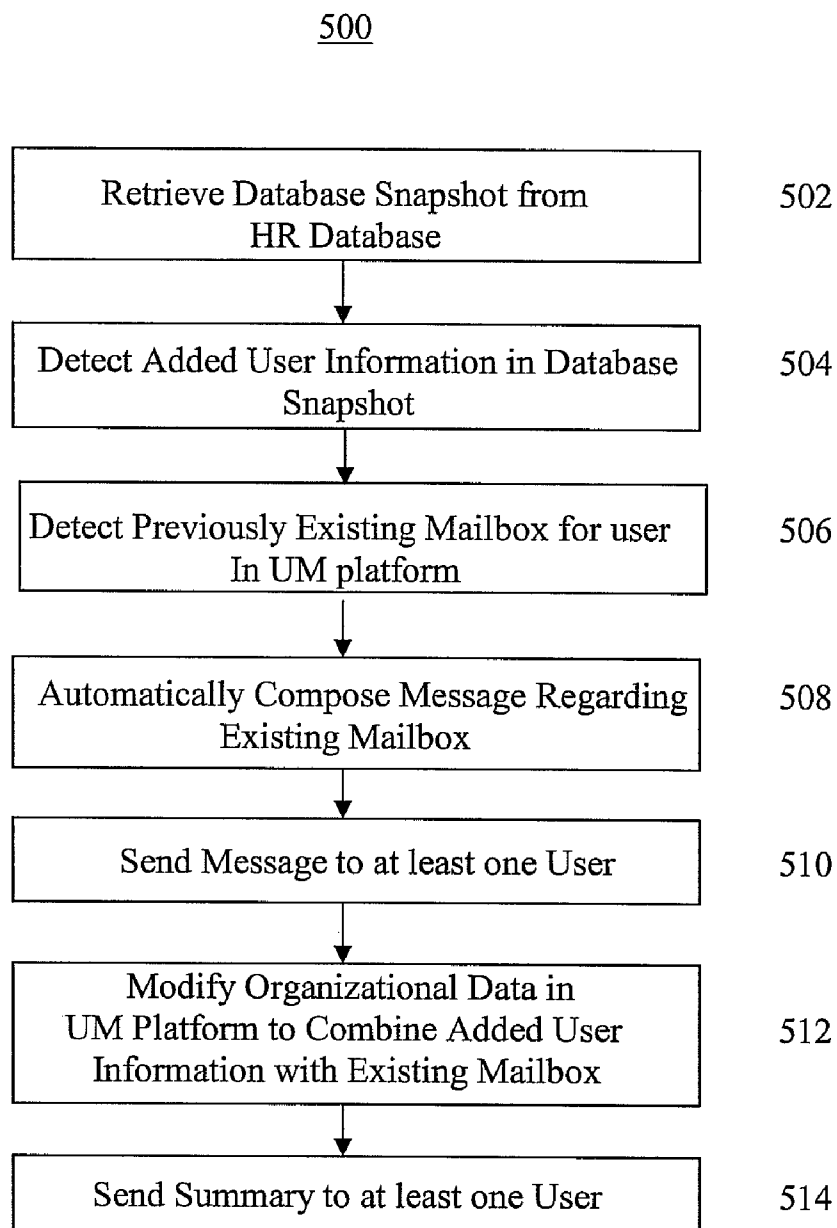 500
Retrieve Database Snapshot from
HR Database
502
Detect Added User Information in Database
Snapshot
504
Detect Previously Existing Mailbox for user
In UM platform
506
Automatically Compose Message Regarding
Existing Mailbox
508
Send Message to at least one User
510
Modify Organizational Data in
UM Platform to Combine Added User
Information with Existing Mailbox
512
Send Summary to at least one User
514